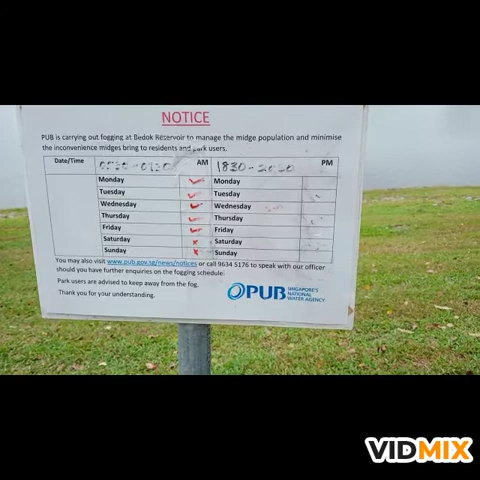 NOTICE
PUB is carrying out fogging at Bedok Reservoir to manage the midge population and minimise
the inconvenience midges bring to residents and park users.
Date/Time AM 1830-2030 PM
Monday ✓ Monday
Tuesday ✓ Tuesday
Wednesday ✓ Wednesday
Thursday ✓ Thursday
Friday ✓ Friday
Saturday x Saturday
Sunday x Sunday
You may also visit www.pub.gov.sg/news/notices or call 9634 5176 to speak with our officer
should you have further enquiries on the fogging schedule.
Park users are advised to keep away from the fog.
Thank you for your understanding.
PUB SINGAPORE'S
NATIONAL
WATER AGENCY
VIDMIX